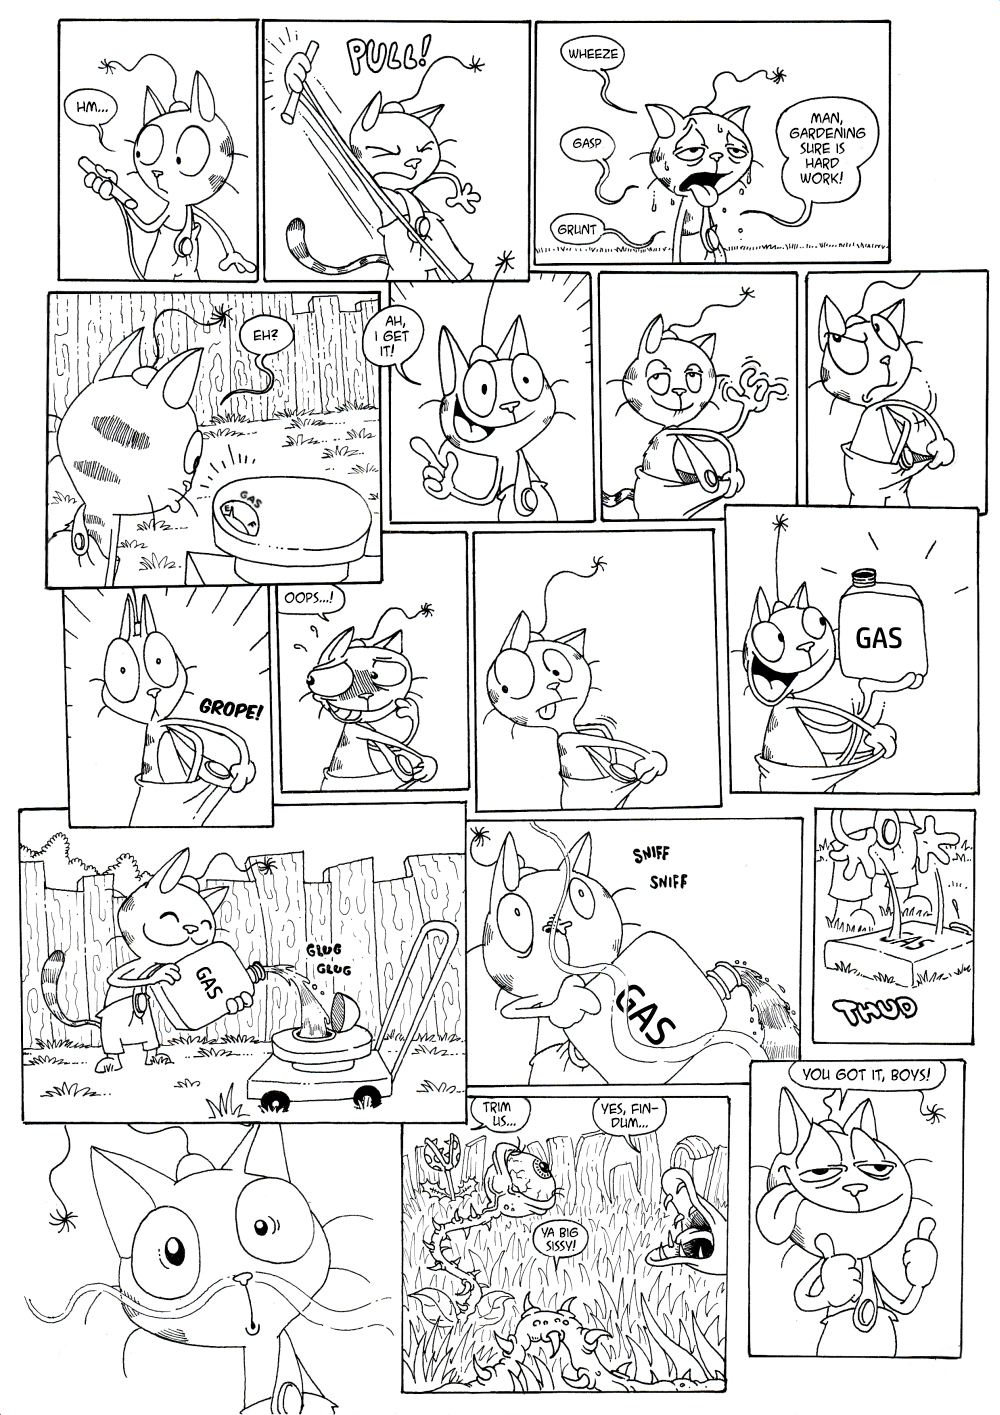 HM...
PULL!
WHEEZE
GASP
GRUNT
MAN,
GARDENING
SURE IS
HARD
WORK!
EH?
GAS
E F
AH,
I GET
IT!
GROPE!
OOPS...!
GAS
GAS
GLUG
GLUG
SNIFF
SNIFF
GAS
GAS
THUD
TRIM
US...
YES, FIN-
DUM...
YA BIG
SISSY!
YOU GOT IT, BOYS!